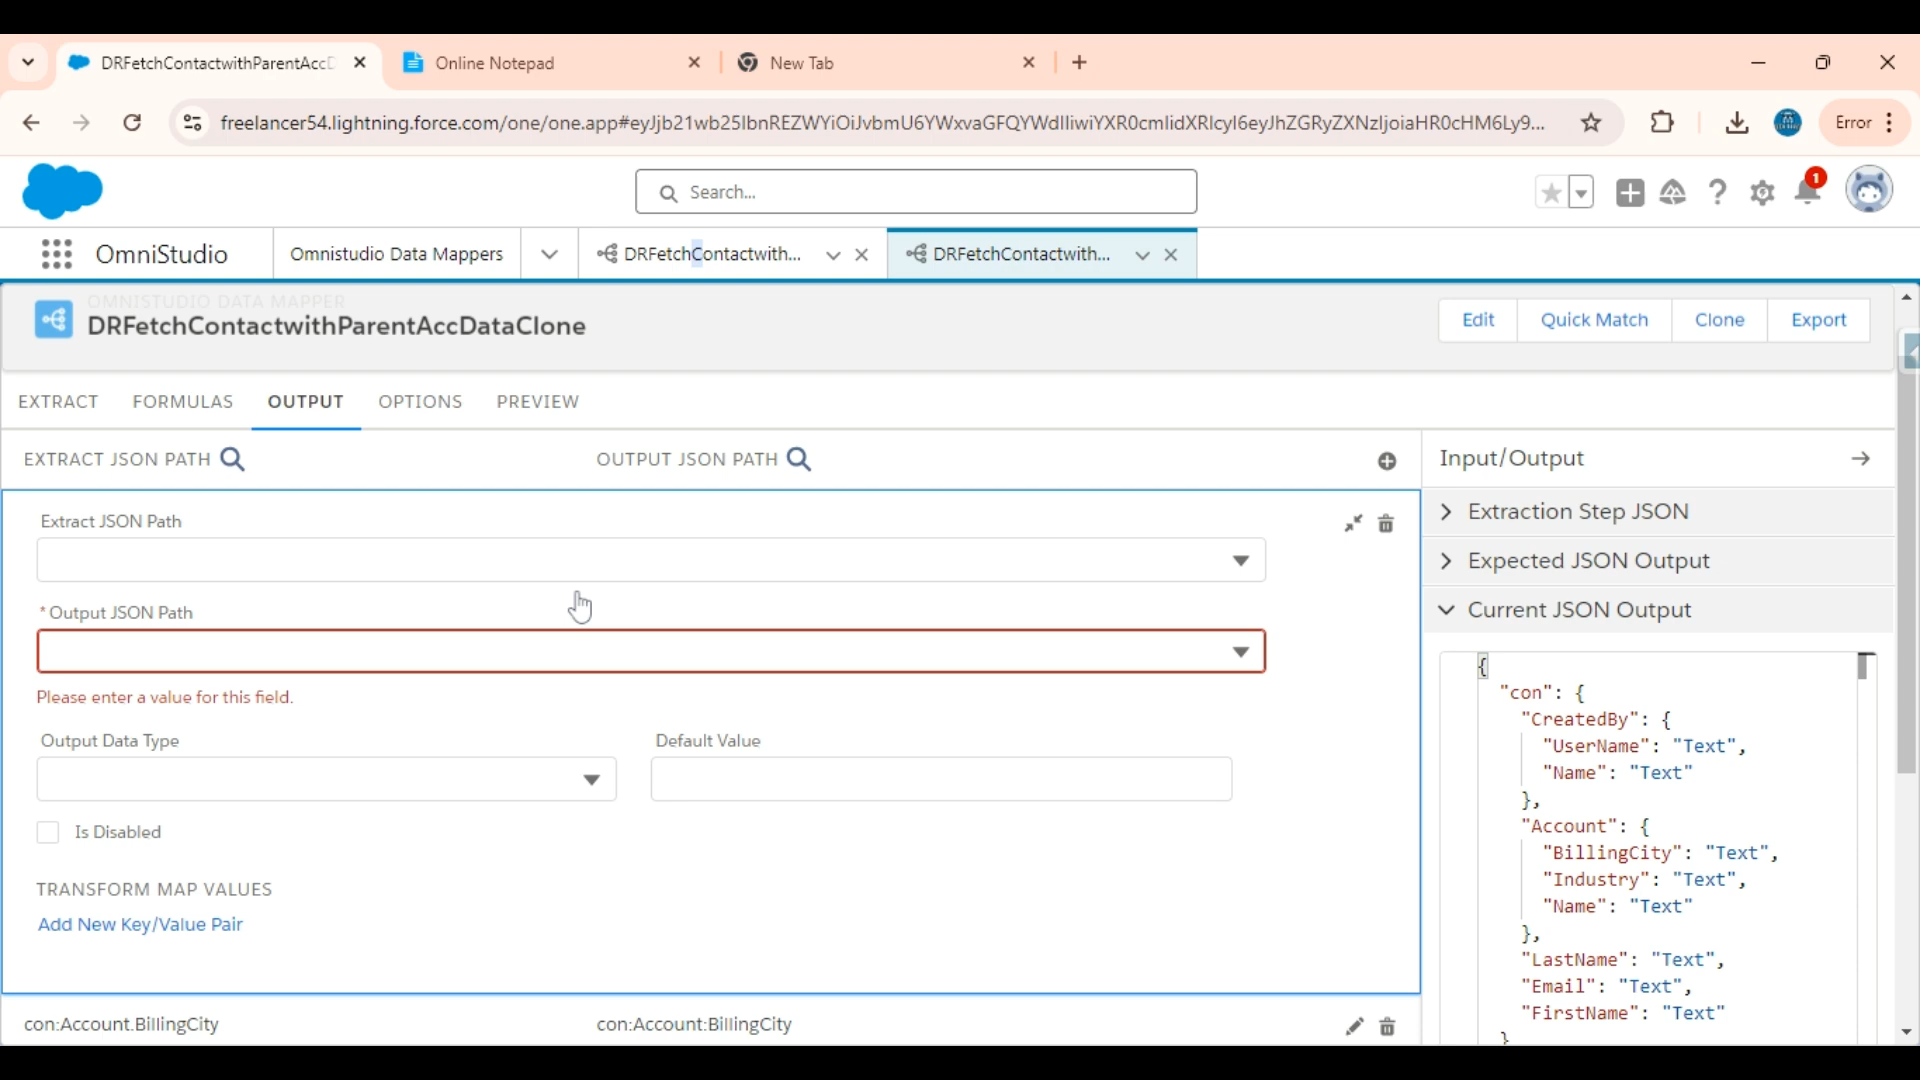 DRFetchContactwithParentAccD
Online Notepad
New Tab
freelancer54.lightning.force.com/one/one.app#eyJjb21wb25lbnREZWYiOiJvbmU6YWxvaGFQYWdlIiwiYXR0cmlidXRlcyI6eyJhZGRyZXNzIjoiaHR0cHM6Ly9...
Error
Search...
1
OmniStudio
Omnistudio Data Mappers
DRFetchContactwith...
DRFetchContactwith...
OMNISTUDIO DATA MAPPER
DRFetchContactwithParentAccDataClone
Edit
Quick Match
Clone
Export
EXTRACT
FORMULAS
OUTPUT
OPTIONS
PREVIEW
EXTRACT JSON PATH
OUTPUT JSON PATH
Input/Output
Extract JSON Path
* Output JSON Path
Please enter a value for this field.
Output Data Type
Default Value
Is Disabled
TRANSFORM MAP VALUES
Add New Key/Value Pair
con:Account.BillingCity
con:Account:BillingCity
Extraction Step JSON
Expected JSON Output
Current JSON Output
{
"con": {
"CreatedBy": {
"UserName": "Text",
"Name": "Text"
},
"Account": {
"BillingCity": "Text",
"Industry": "Text",
"Name": "Text"
},
"LastName": "Text",
"Email": "Text",
"FirstName": "Text"
}